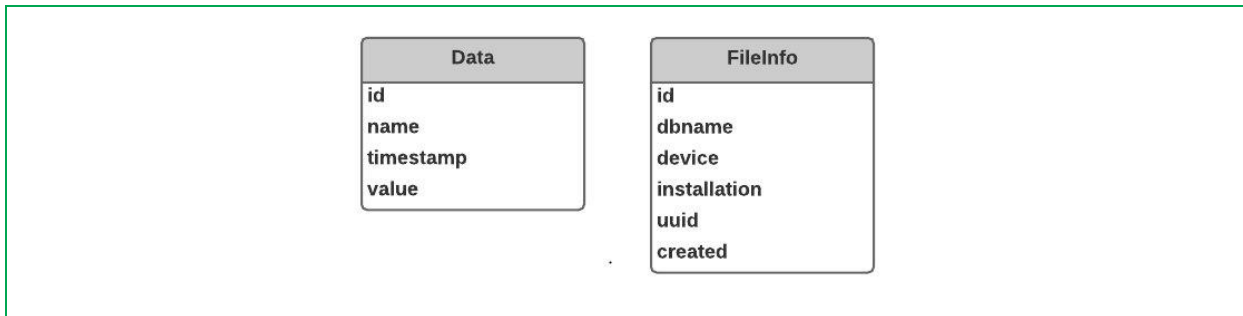 Data
id
name
timestamp
value
FileInfo
id
dbname
device
installation
uuid
created